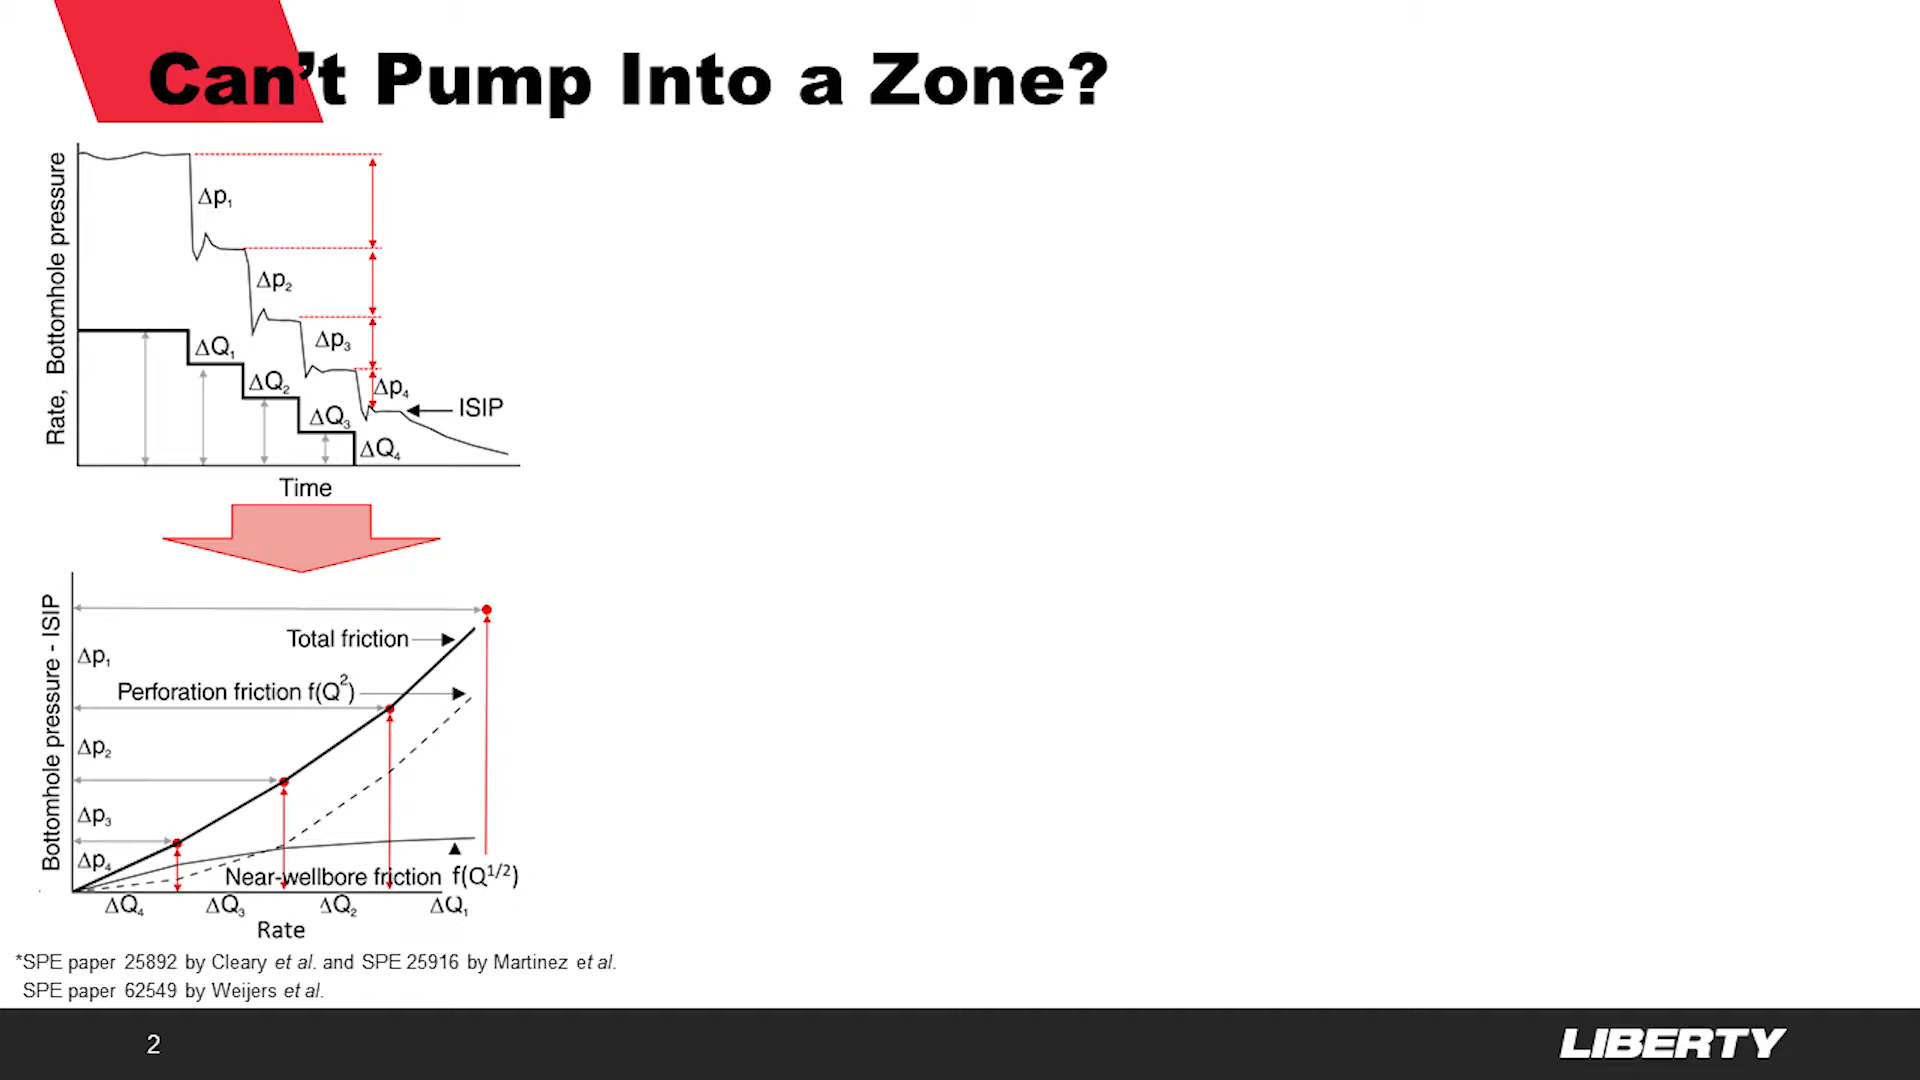 Can't Pump Into a Zone?
Rate, Bottomhole pressure
Δp₁
Δp₂
Δp₃
Δp₄
ISIP
ΔQ₁
ΔQ₂
ΔQ₃
ΔQ₄
Time
Bottomhole pressure - ISIP
Total friction
Δp₁
Perforation friction f(Q²)
Δp₂
Δp₃
Δp₄
Near-wellbore friction f(Q¹/²)
ΔQ₄ ΔQ₃ ΔQ₂ ΔQ₁
Rate
*SPE paper 25892 by Cleary et al. and SPE 25916 by Martinez et al.
SPE paper 62549 by Weijers et al.
2
LIBERTY